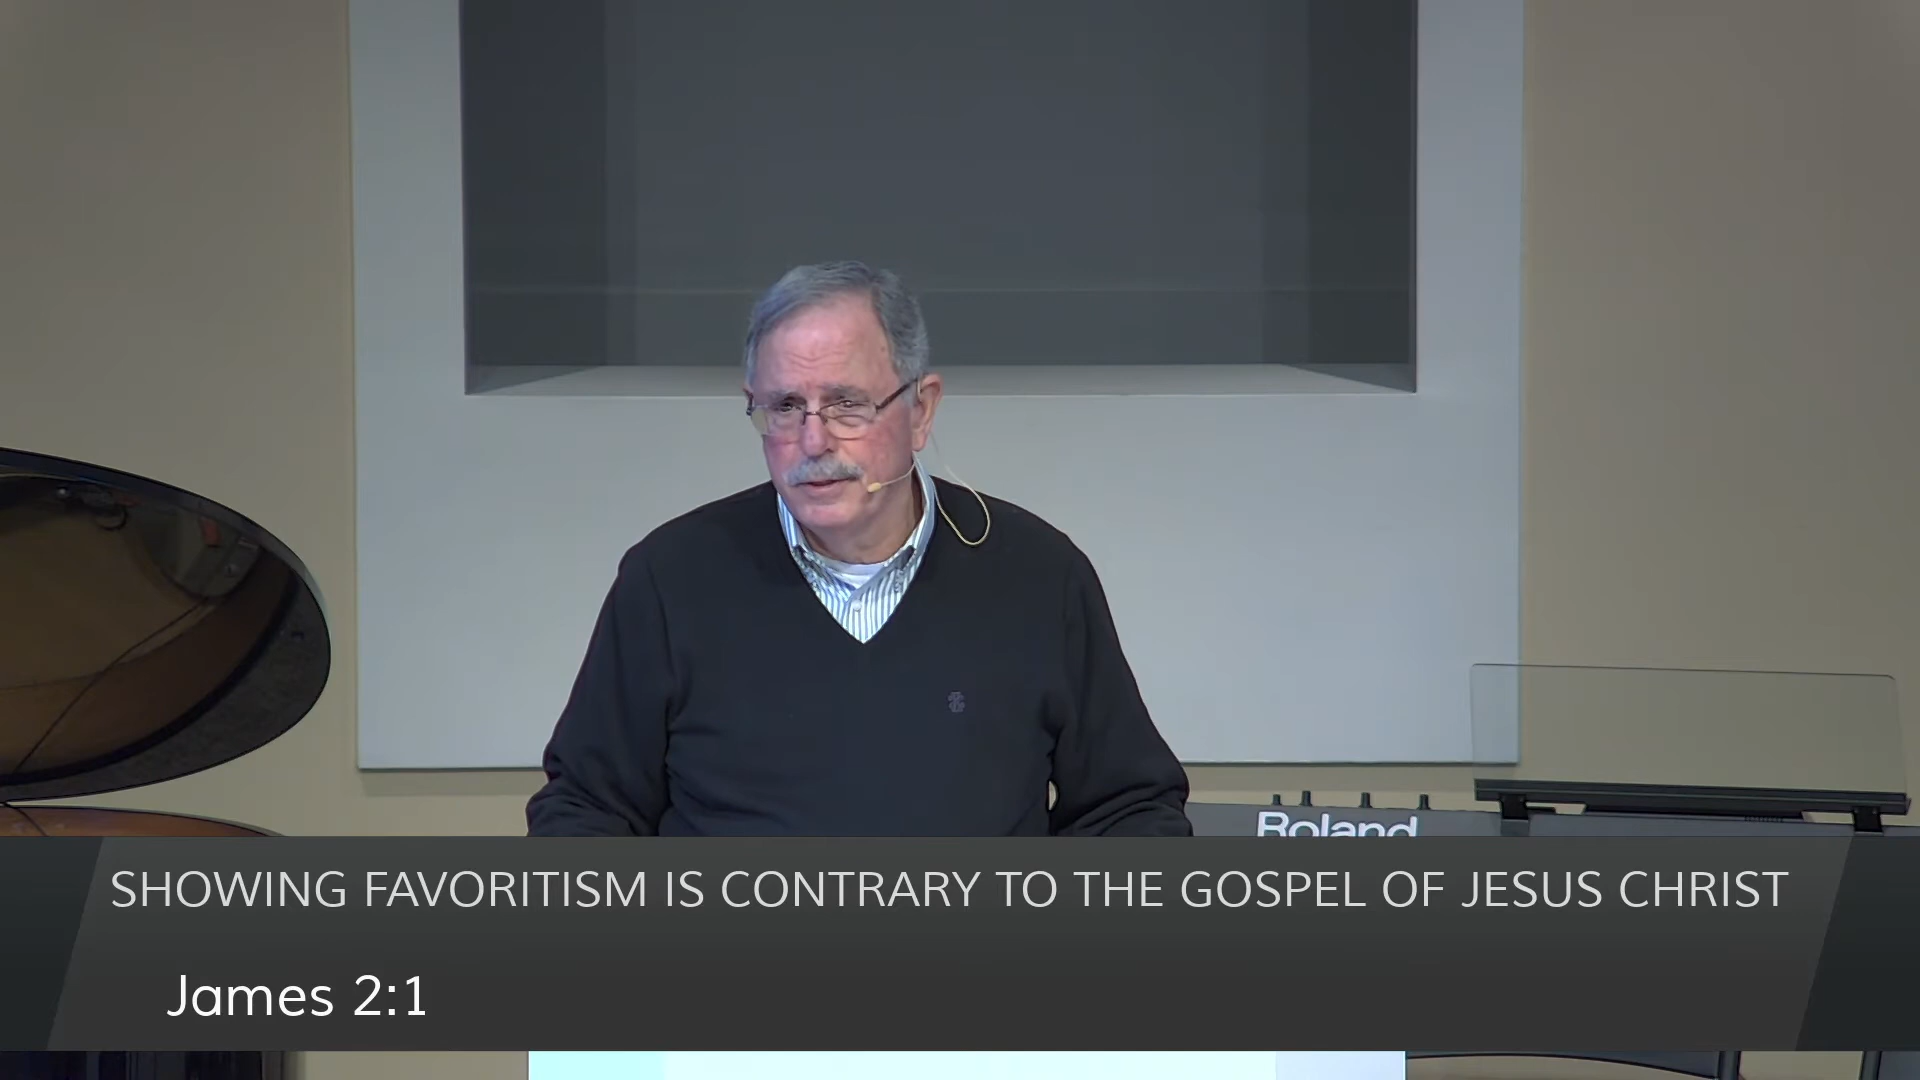 Roland
SHOWING FAVORITISM IS CONTRARY TO THE GOSPEL OF JESUS CHRIST
James 2:1